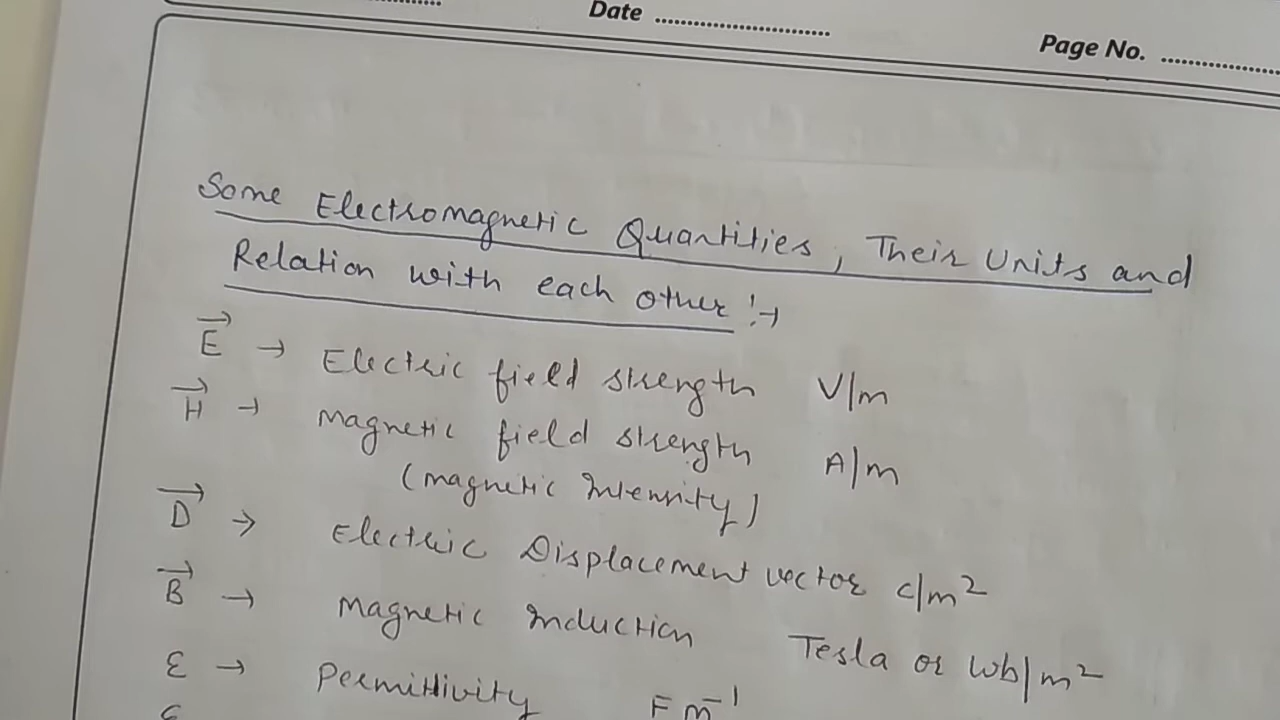 Date ..............................
Page No. ....................
Some Electromagnetic Quantities, Their Units and
Relation with each other :→
E⃗ → Electric field strength V/m
H⃗ → Magnetic field strength A/m
(magnetic Intensity)
D⃗ → Electric Displacement vector c/m²
B⃗ → Magnetic Induction Tesla or Wb/m²
ε → Permittivity Fm⁻¹